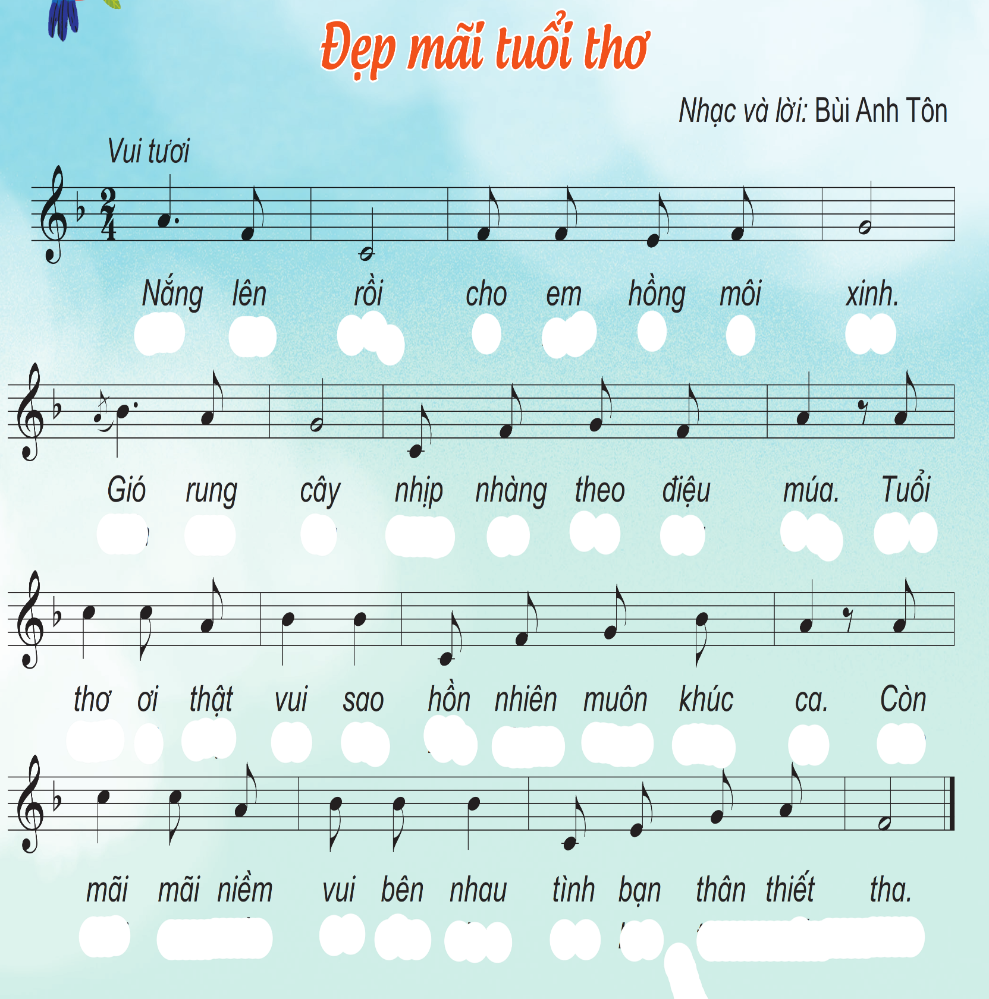 Đẹp mãi tuổi thơ
Nhạc và lời: Bùi Anh Tôn
Vui tươi
2
4
Nắng lên rồi cho em hồng môi xinh.
Gió rung cây nhịp nhàng theo điệu múa. Tuổi
thơ ơi thật vui sao hồn nhiên muôn khúc ca. Còn
mãi mãi niềm vui bên nhau tình bạn thân thiết tha.